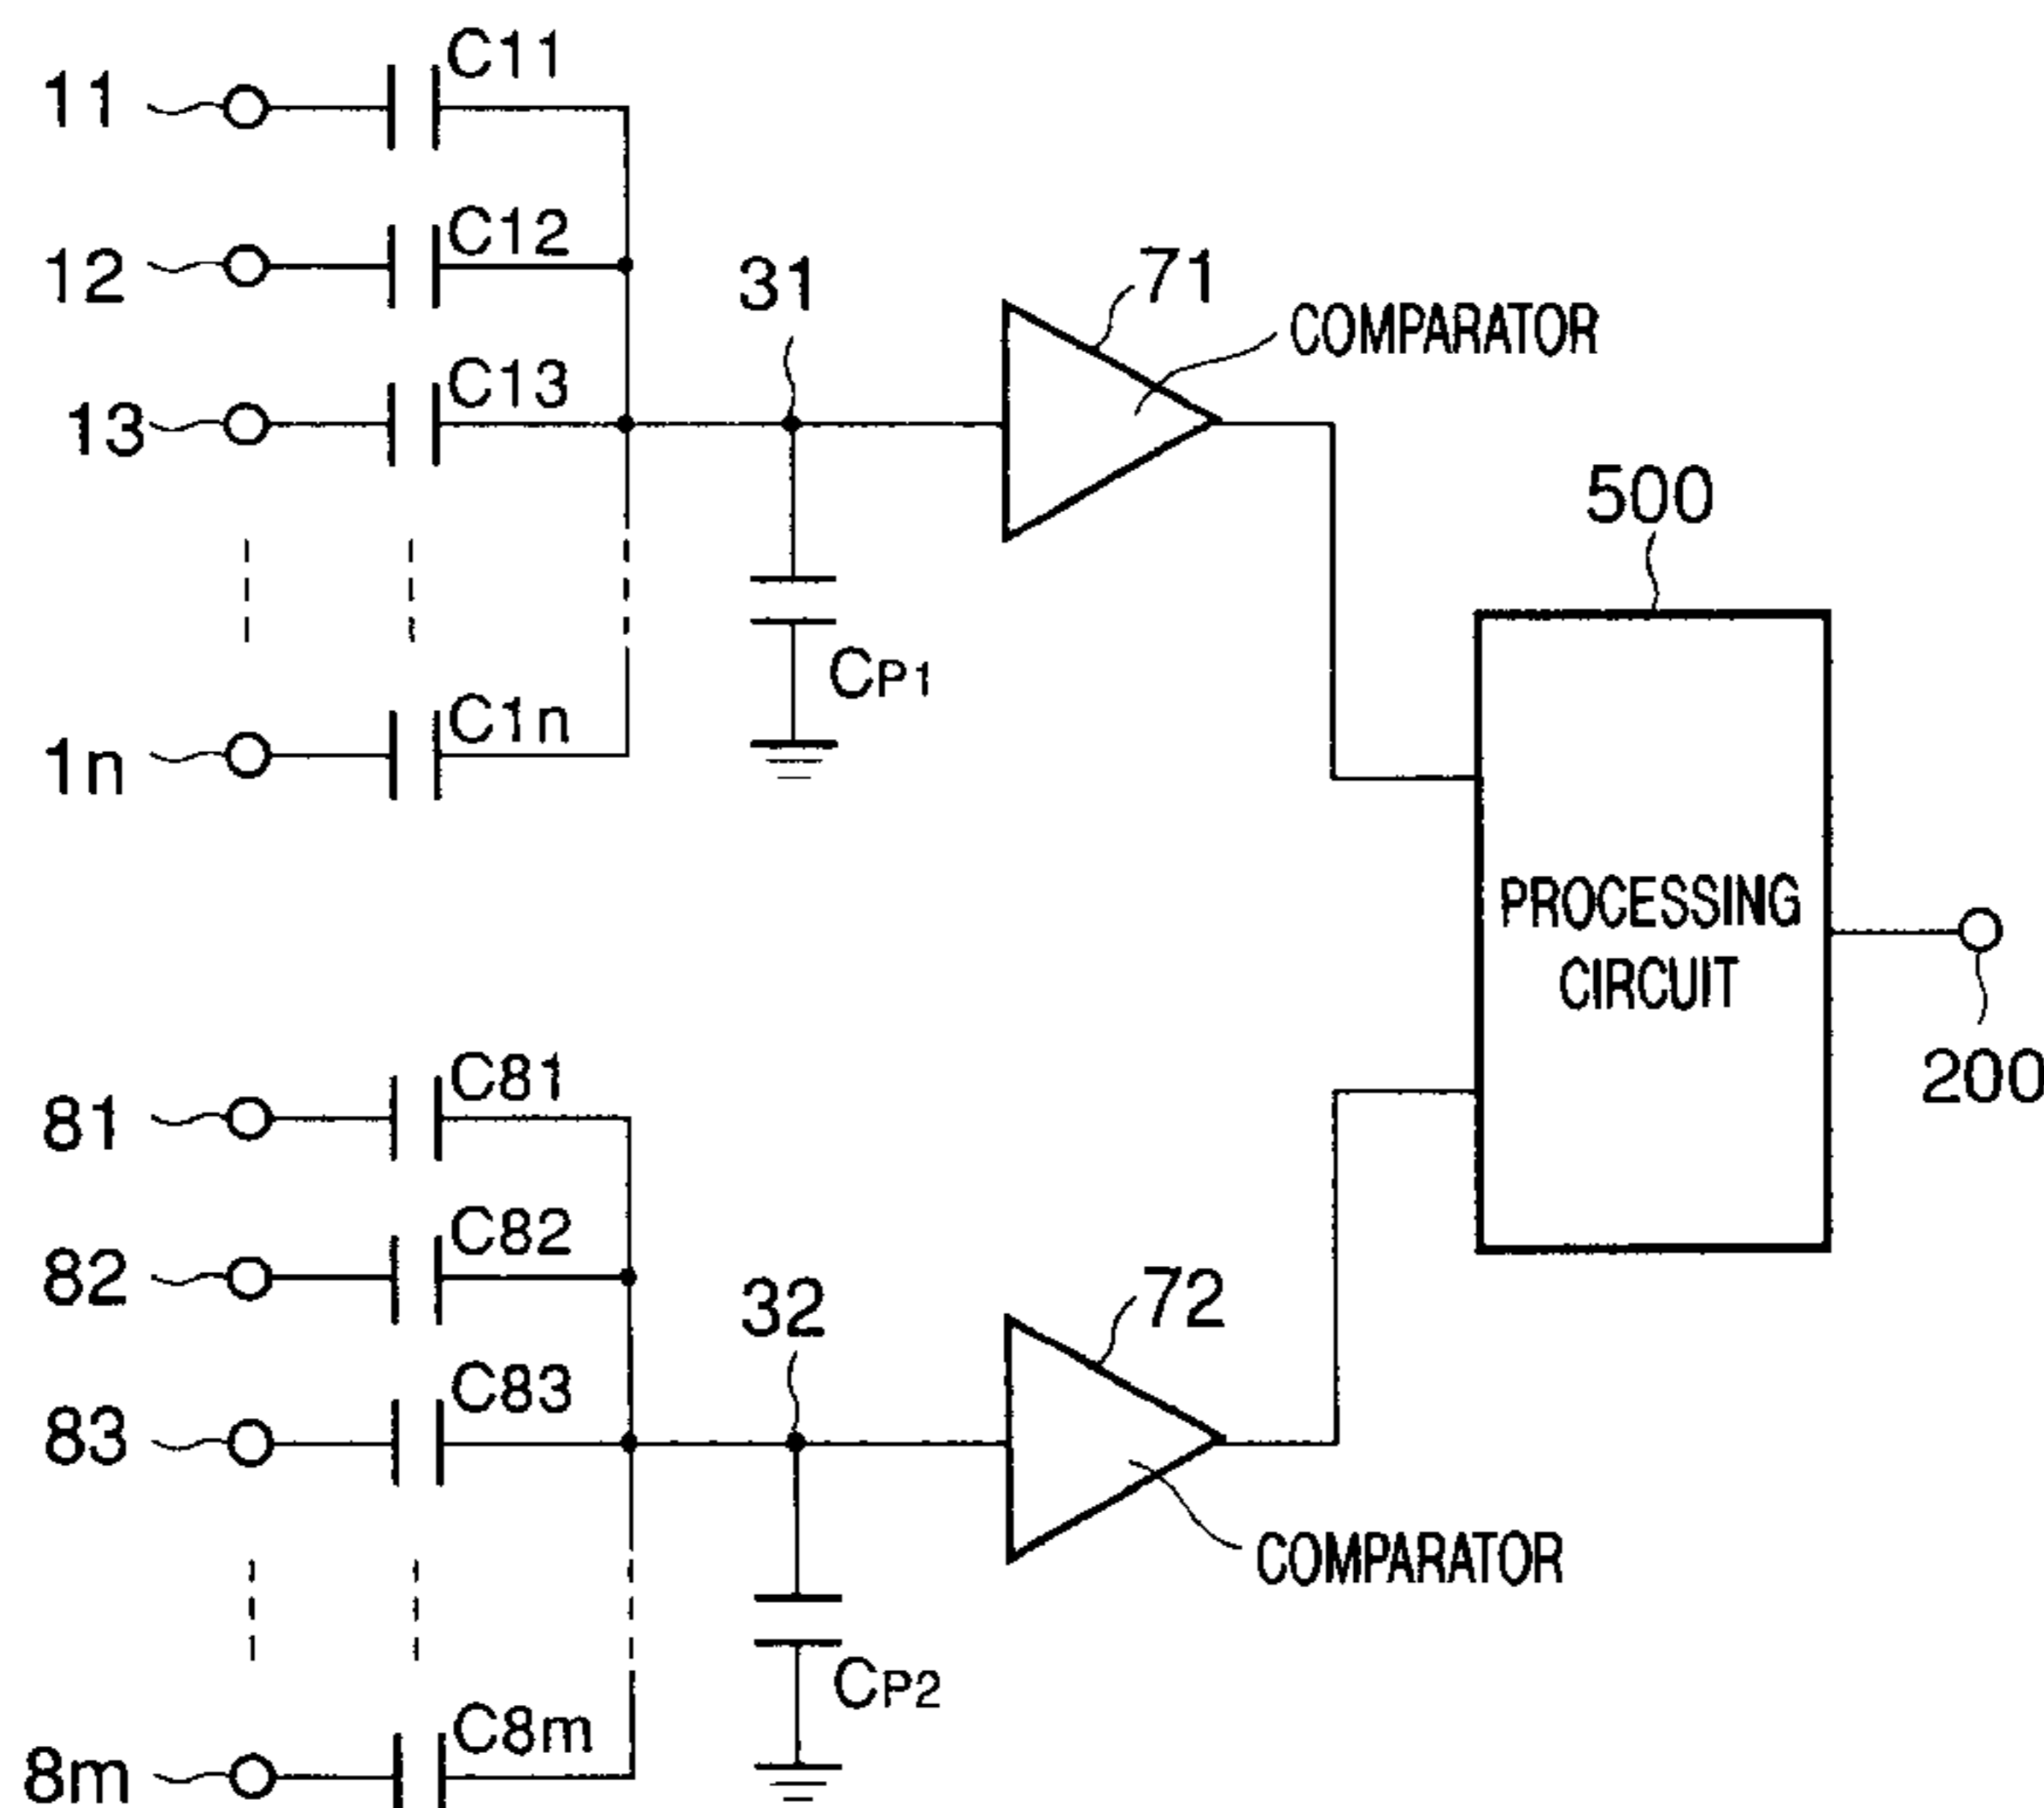 11
C11
12
C12
13
C13
1n
C1n
31
CP1
71
COMPARATOR
500
PROCESSING
CIRCUIT
200
81
C81
82
C82
83
C83
8m
C8m
32
CP2
72
COMPARATOR